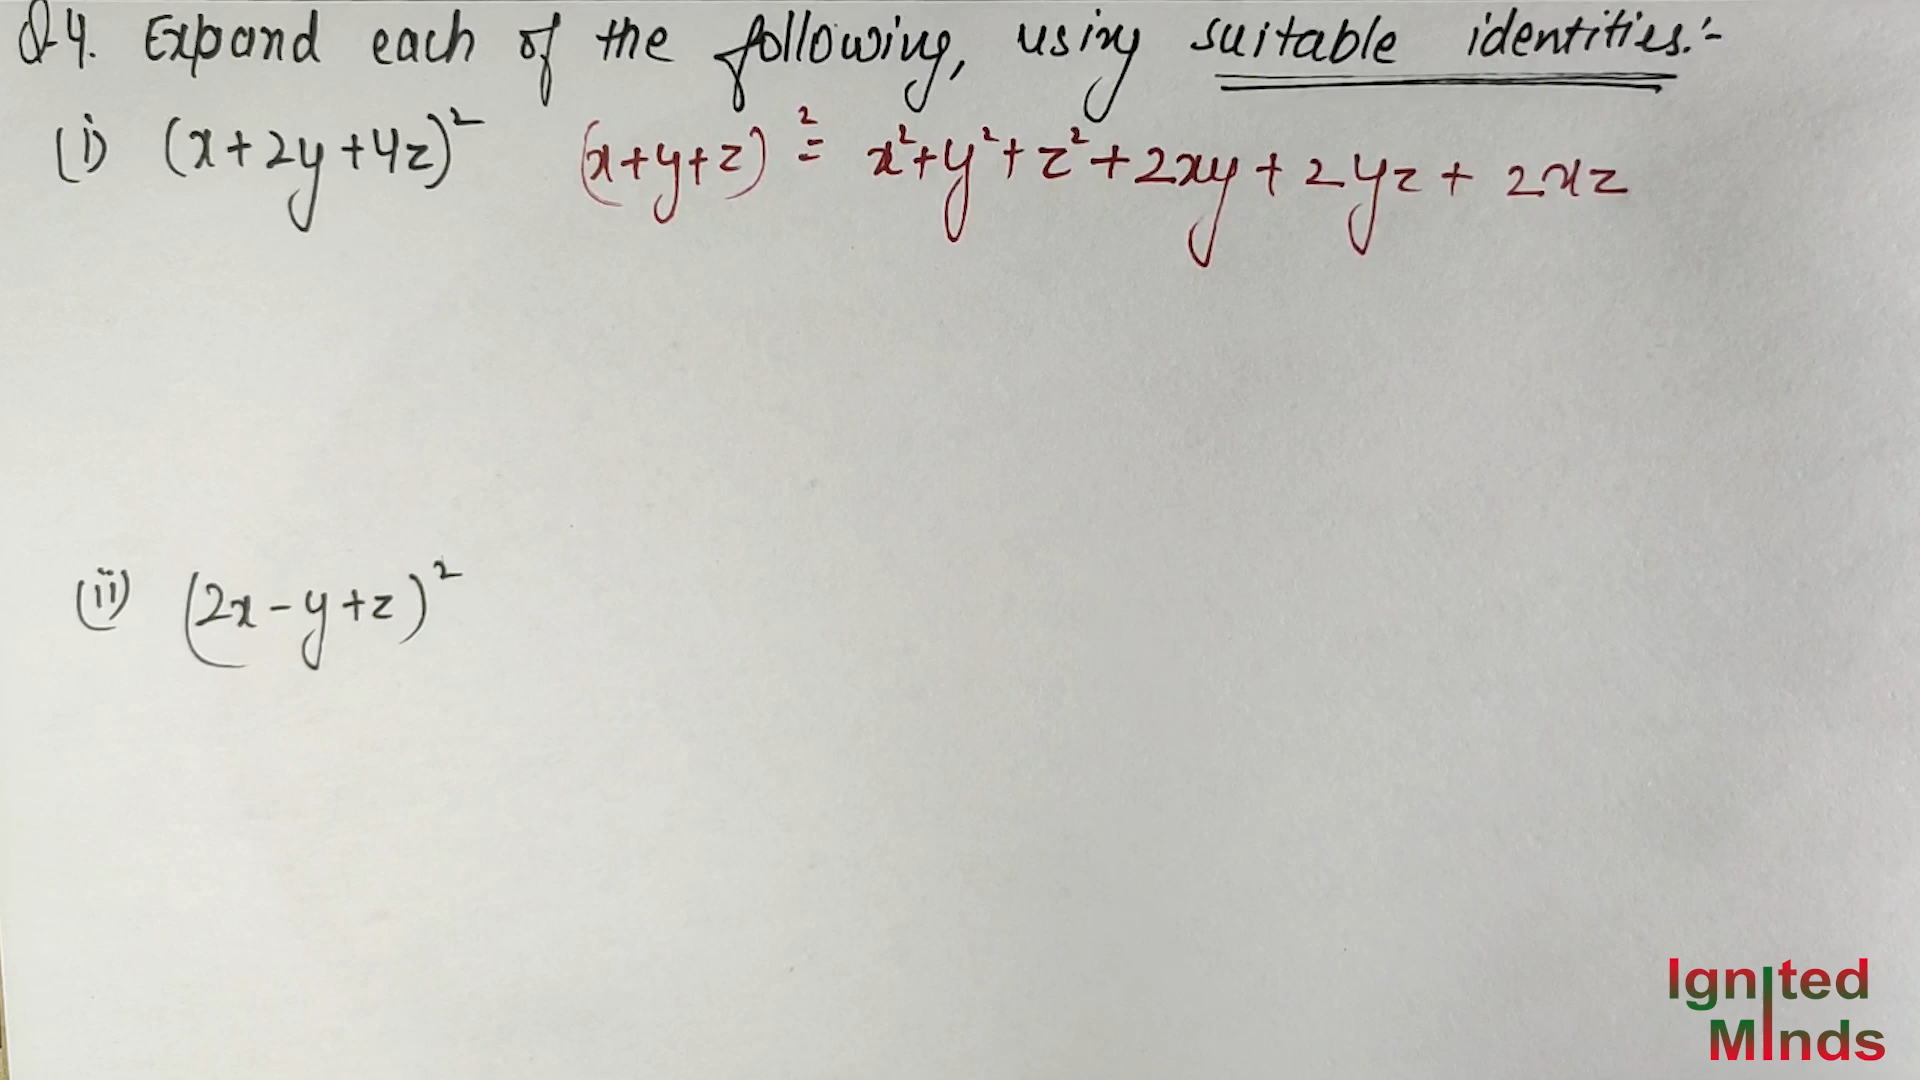 Q4. Expand each of the following, using suitable identities:-
(i) (x+2y+4z)² (x+y+z)² = x²+y²+z²+2xy+2yz+2xz
(ii) (2x-y+z)²
Ignited
Minds